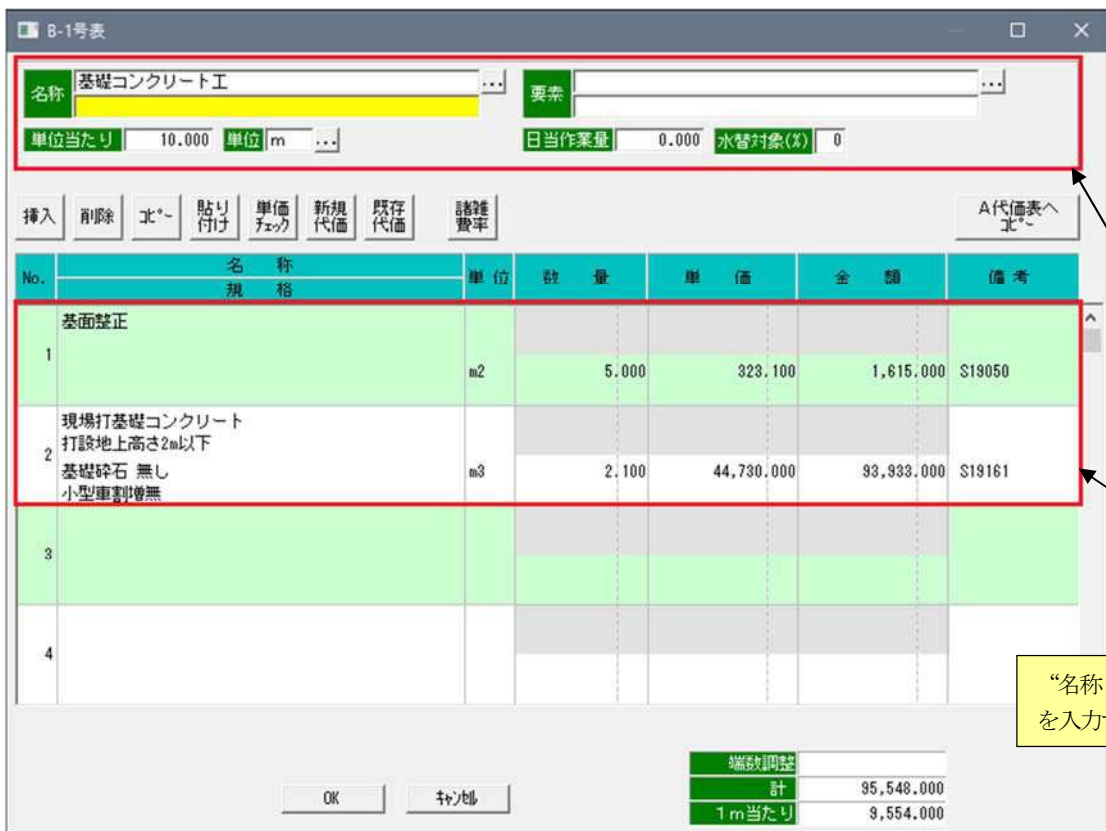 B-1号表
名称 基礎コンクリート工 ... 要素 ...
単位当たり 10.000 単位 m ... 日当作業量 0.000 水替対象(%) 0
挿入 削除 コピー 貼り付け 単価チェック 新規代価 既存代価 諸雑費率 A代価表へコピー
No. 名 称 単 位 数 量 単 価 金 額 備 考
規 格
基面整正
1
m2 5.000 323.100 1,615.000 S19050
現場打基礎コンクリート
2 打設地上高さ2m以下
基礎砕石 無し m3 2.100 44,730.000 93,933.000 S19161
小型車割増無
3
4
“名称
を入力
端数調整
OK キャンセル 計 95,548.000
1m当たり 9,554.000